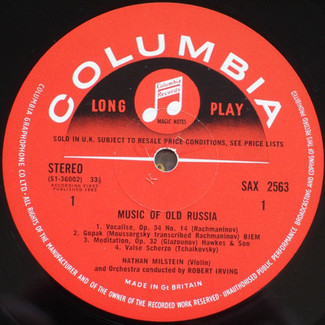 COLUMBIA
Columbia
Records
LONG PLAY
MAGIC NOTES
SOLD IN U.K. SUBJECT TO RESALE PRICE CONDITIONS, SEE PRICE LISTS
STEREO
(S1-36002) 33⅓
RECORDING FIRST
PUBLISHED 1962
SAX 2563
1 1
MUSIC OF OLD RUSSIA
1. Vocalise, Op. 34 No. 14 (Rachmaninov)
2. Gopak (Moussorgsky transcribed Rachmaninov) BIEM
3. Meditation, Op. 32 (Glazounov) Hawkes & Son
4. Valse Scherzo (Tchaikovsky)
NATHAN MILSTEIN (Violin)
and Orchestra conducted by ROBERT IRVING
MADE IN GT BRITAIN
COLUMBIA GRAPHOPHONE CO LTD. ALL RIGHTS OF THE MANUFACTURER AND OF THE OWNER OF THE RECORDED WORK RESERVED. UNAUTHORISED PUBLIC PERFORMANCE BROADCASTING AND COPYING OF THIS RECORD PROHIBITED